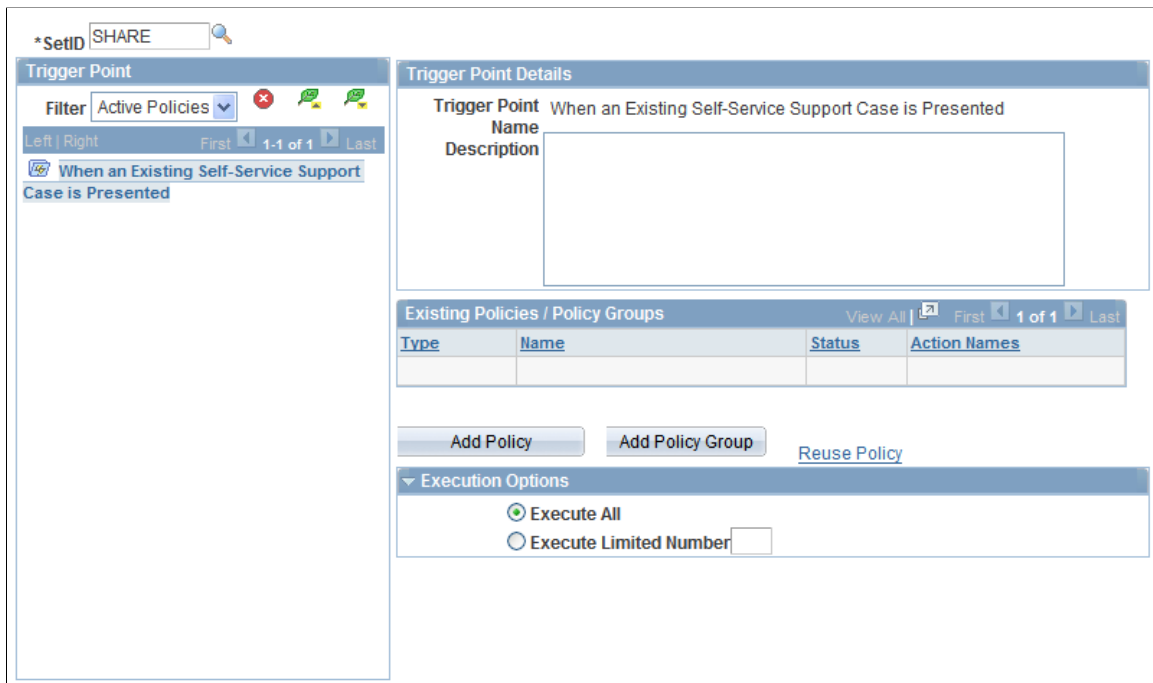 *SetID SHARE
Trigger Point
Filter Active Policies
Left | Right First 1-1 of 1 Last
When an Existing Self-Service Support
Case is Presented
Trigger Point Details
Trigger Point When an Existing Self-Service Support Case is Presented
Name
Description
Existing Policies / Policy Groups View All | First 1 of 1 Last
Type Name Status Action Names
Add Policy Add Policy Group Reuse Policy
Execution Options
Execute All
Execute Limited Number